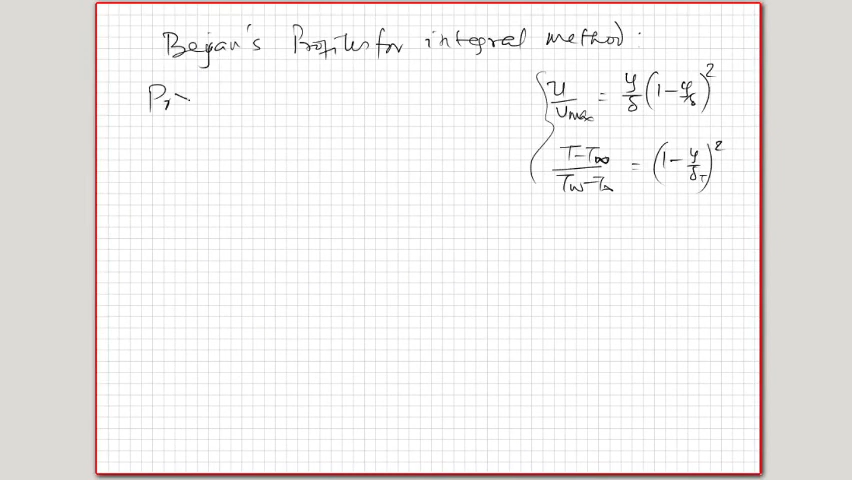 Bejan's Profiles for integral method.
Pr >
u/Umax = y/δ (1 - y/δ)²
(T - T∞)/(Tw - T∞) = (1 - y/δT)²